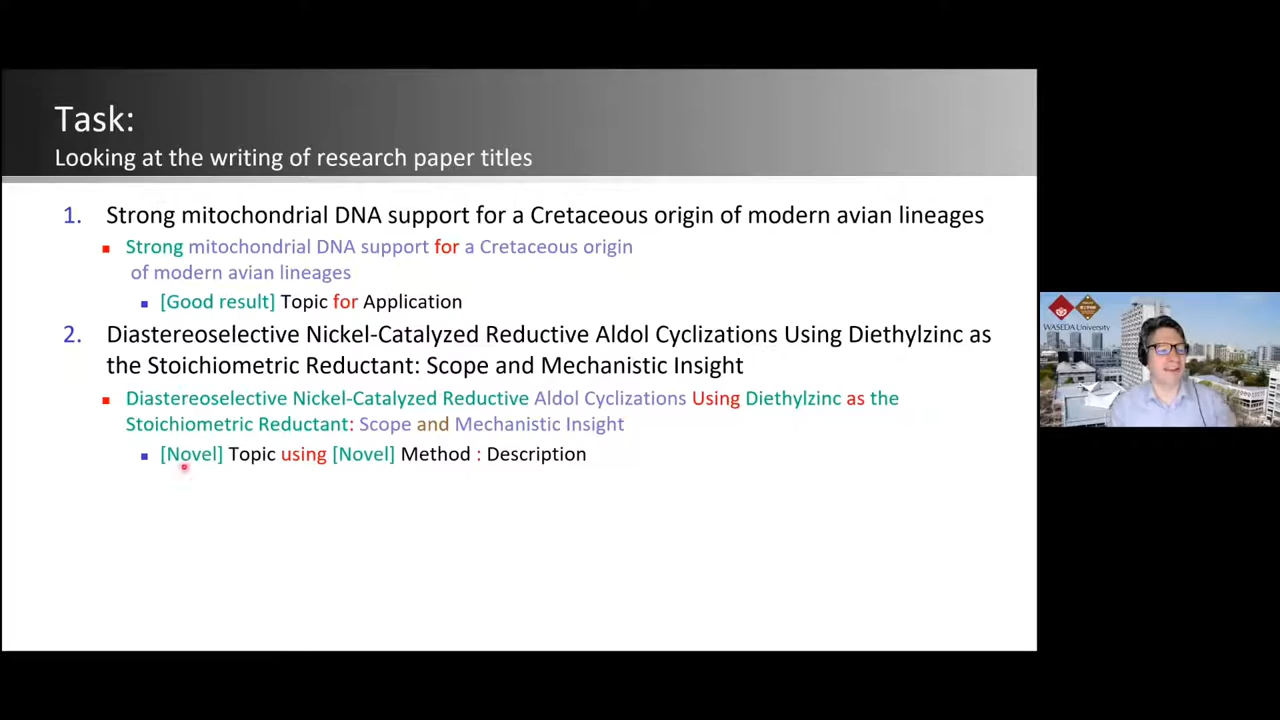 Task:
Looking at the writing of research paper titles
1. Strong mitochondrial DNA support for a Cretaceous origin of modern avian lineages
Strong mitochondrial DNA support for a Cretaceous origin
of modern avian lineages
[Good result] Topic for Application
2. Diastereoselective Nickel-Catalyzed Reductive Aldol Cyclizations Using Diethylzinc as
the Stoichiometric Reductant: Scope and Mechanistic Insight
Diastereoselective Nickel-Catalyzed Reductive Aldol Cyclizations Using Diethylzinc as the
Stoichiometric Reductant: Scope and Mechanistic Insight
[Novel] Topic using [Novel] Method : Description
WASEDA University